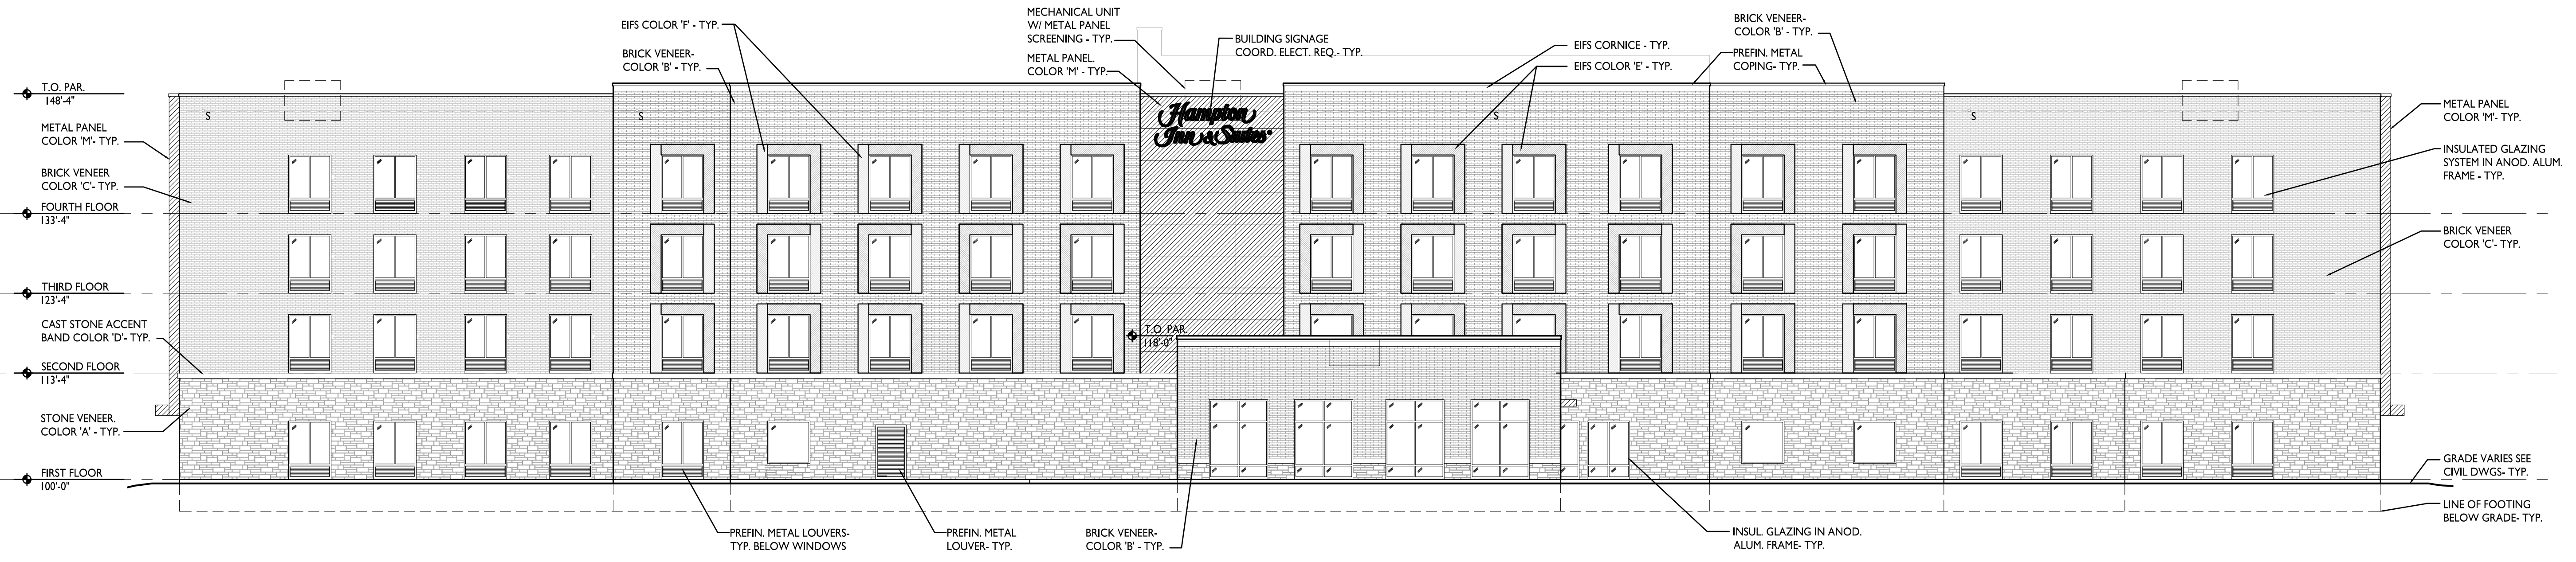 EIFS COLOR 'F' - TYP.
BRICK VENEER-
COLOR 'B' - TYP.
MECHANICAL UNIT
W/ METAL PANEL
SCREENING - TYP.
METAL PANEL.
COLOR 'M' - TYP.
BUILDING SIGNAGE
COORD. ELECT. REQ.- TYP.
EIFS CORNICE - TYP.
EIFS COLOR 'E' - TYP.
BRICK VENEER-
COLOR 'B' - TYP.
PREFIN. METAL
COPING- TYP.
T.O. PAR.
148'-4"
METAL PANEL
COLOR 'M'- TYP.
BRICK VENEER
COLOR 'C'- TYP.
FOURTH FLOOR
133'-4"
THIRD FLOOR
123'-4"
CAST STONE ACCENT
BAND COLOR 'D'- TYP.
SECOND FLOOR
113'-4"
STONE VENEER.
COLOR 'A' - TYP.
FIRST FLOOR
100'-0"
S
S
Hampton
Inn & Suites
S
S
T.O. PAR.
118'-0"
METAL PANEL
COLOR 'M'- TYP.
INSULATED GLAZING
SYSTEM IN ANOD. ALUM.
FRAME - TYP.
BRICK VENEER
COLOR 'C'- TYP.
GRADE VARIES SEE
CIVIL DWGS- TYP.
LINE OF FOOTING
BELOW GRADE- TYP.
PREFIN. METAL LOUVERS-
TYP. BELOW WINDOWS
PREFIN. METAL
LOUVER- TYP.
BRICK VENEER-
COLOR 'B' - TYP.
INSUL. GLAZING IN ANOD.
ALUM. FRAME- TYP.